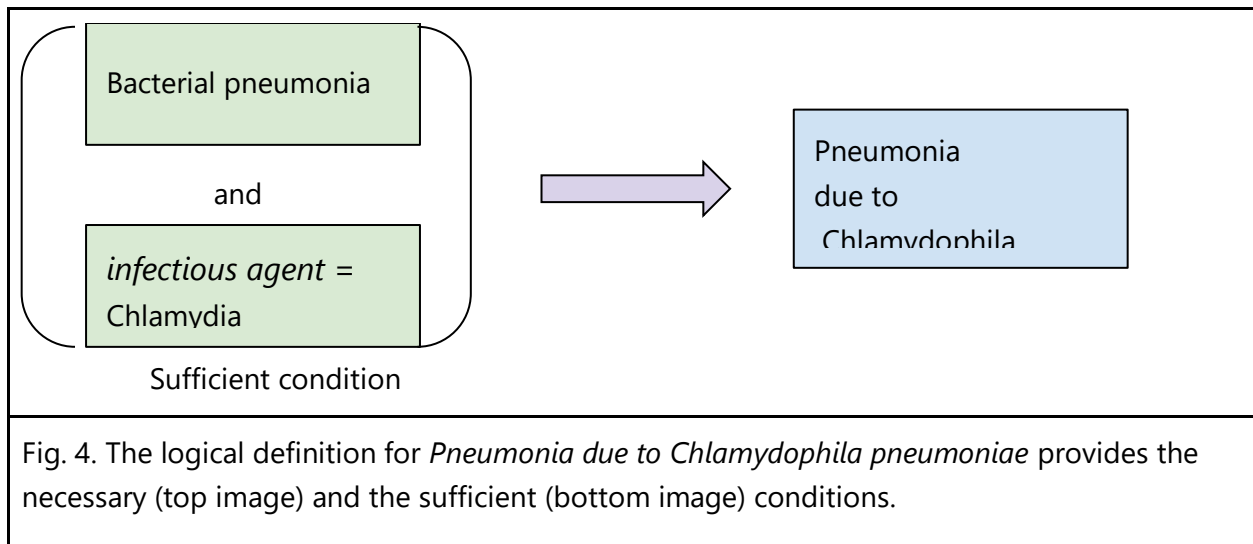 Bacterial pneumonia
and
infectious agent =
Chlamydia
Sufficient condition
Pneumonia
due to
Chlamydophila
Fig. 4. The logical definition for Pneumonia due to Chlamydophila pneumoniae provides the
necessary (top image) and the sufficient (bottom image) conditions.